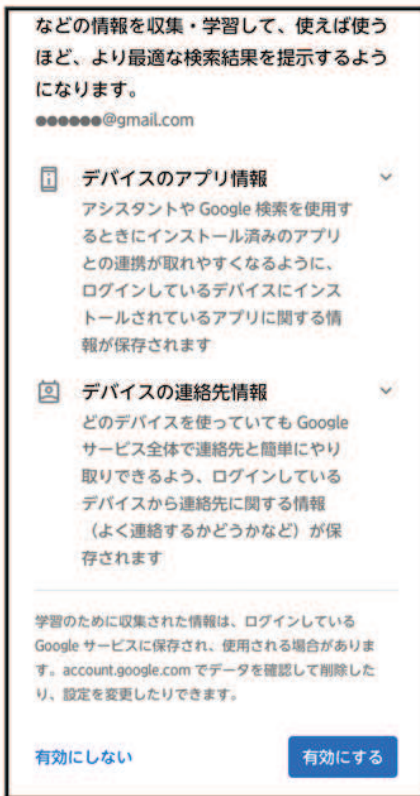 などの情報を収集・学習して、使えば使う
ほど、より最適な検索結果を提示するよう
になります。
●●●●●●@gmail.com
デバイスのアプリ情報
アシスタントや Google 検索を使用す
るときにインストール済みのアプリ
との連携が取れやすくなるように、
ログインしているデバイスにインス
トールされているアプリに関する情
報が保存されます
デバイスの連絡先情報
どのデバイスを使っていても Google
サービス全体で連絡先と簡単にやり
取りできるよう、ログインしている
デバイスから連絡先に関する情報
（よく連絡するかどうかなど）が保
存されます
学習のために収集された情報は、ログインしている
Google サービスに保存され、使用される場合がありま
す。account.google.com でデータを確認して削除した
り、設定を変更したりできます。
有効にしない
有効にする